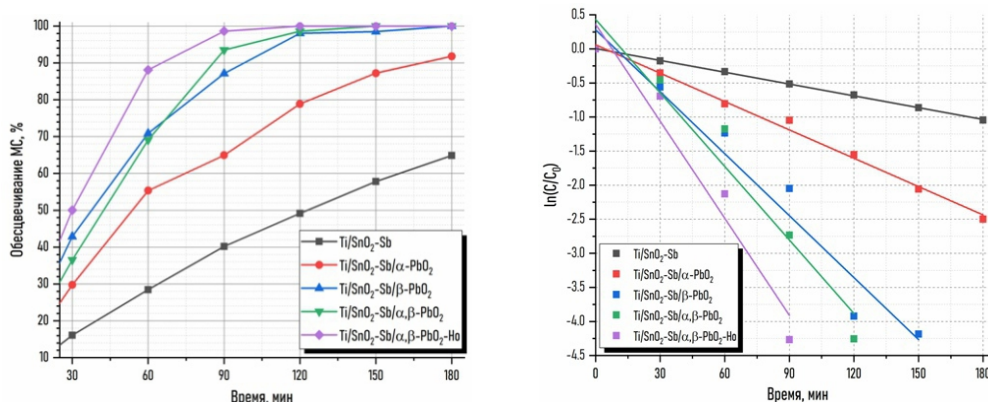 Обесцвечивание МС, %
100
90
80
70
60
50
40
30
20
10
Ti/SnO₂-Sb
Ti/SnO₂-Sb/α-PbO₂
Ti/SnO₂-Sb/β-PbO₂
Ti/SnO₂-Sb/α,β-PbO₂
Ti/SnO₂-Sb/α,β-PbO₂-Ho
30 60 90 120 150 180
Время, мин
ln(C/C₀)
0.5
0.0
-0.5
-1.0
-1.5
-2.0
-2.5
-3.0
-3.5
-4.0
-4.5
Ti/SnO₂-Sb
Ti/SnO₂-Sb/α-PbO₂
Ti/SnO₂-Sb/β-PbO₂
Ti/SnO₂-Sb/α,β-PbO₂
Ti/SnO₂-Sb/α,β-PbO₂-Ho
0 30 60 90 120 150 180
Время, мин